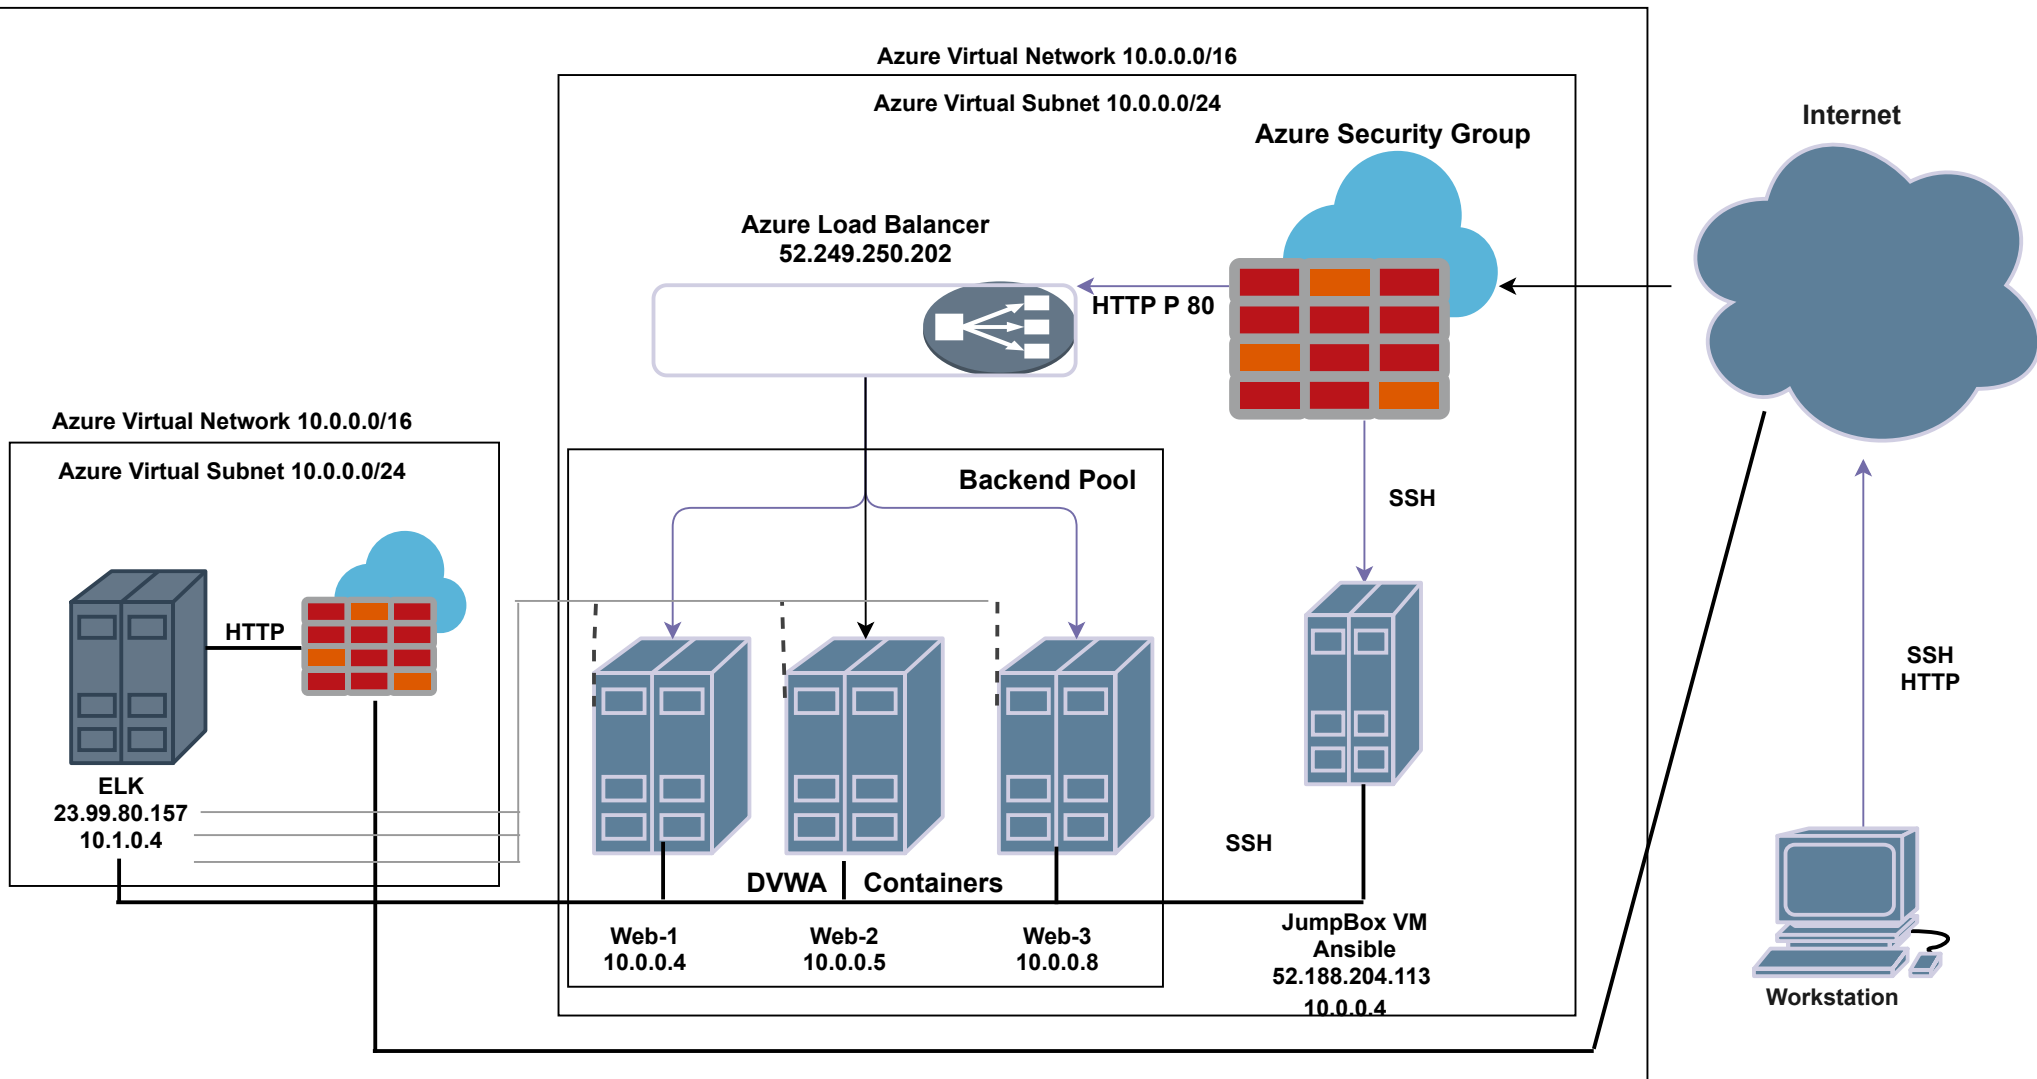 Azure Virtual Network 10.0.0.0/16
Azure Virtual Subnet 10.0.0.0/24
Azure Security Group
Internet
Azure Load Balancer
52.249.250.202
HTTP P 80
Azure Virtual Network 10.0.0.0/16
Azure Virtual Subnet 10.0.0.0/24
Backend Pool
SSH
HTTP
SSH
HTTP
ELK
23.99.80.157
10.1.0.4
SSH
DVWA Containers
Web-1
10.0.0.4
Web-2
10.0.0.5
Web-3
10.0.0.8
JumpBox VM
Ansible
52.188.204.113
10.0.0.4
Workstation